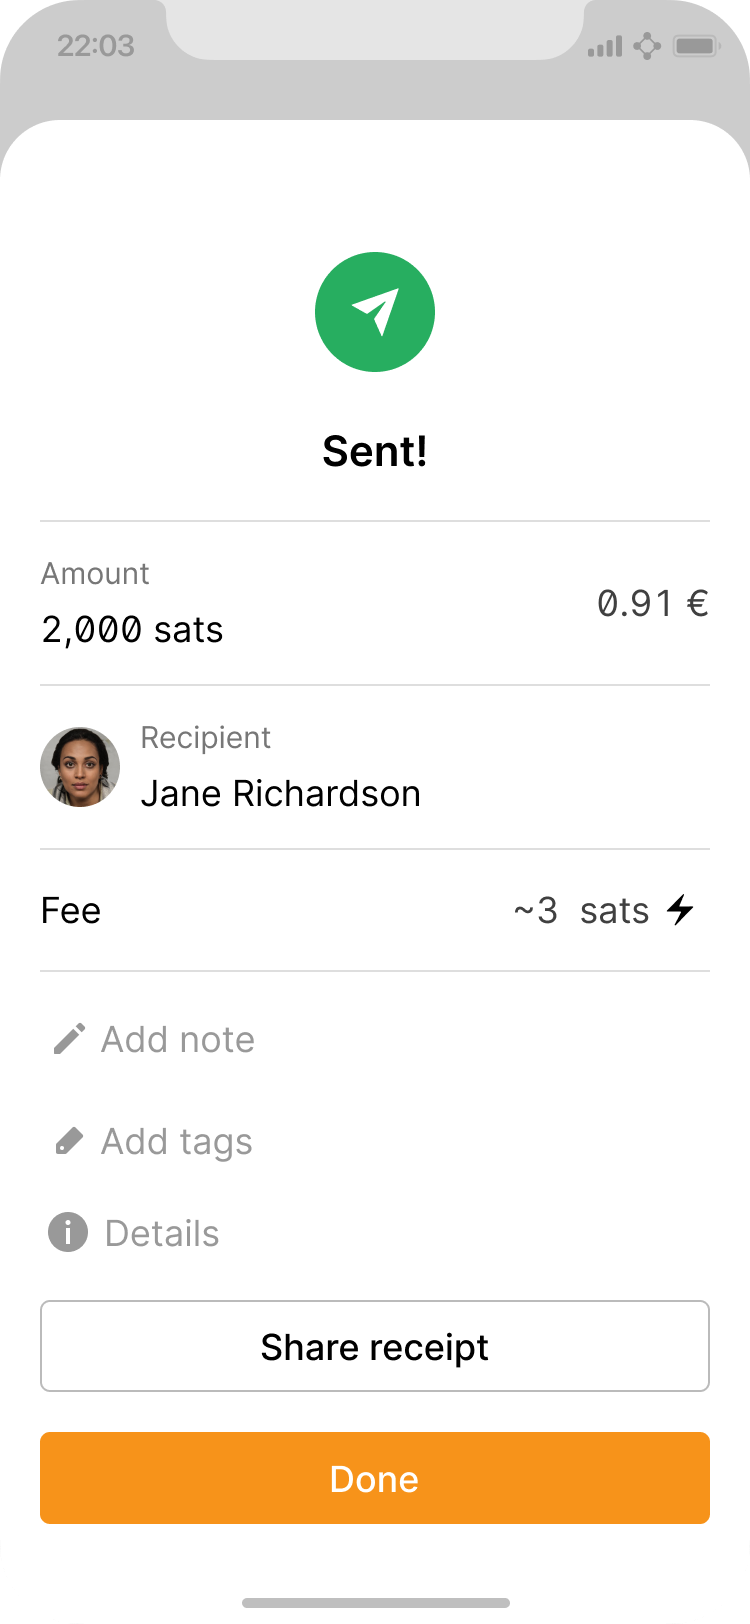 22:03
Sent!
Amount
2,000 sats
0.91 €
Recipient
Jane Richardson
Fee
~3 sats
Add note
Add tags
Details
Share receipt
Done